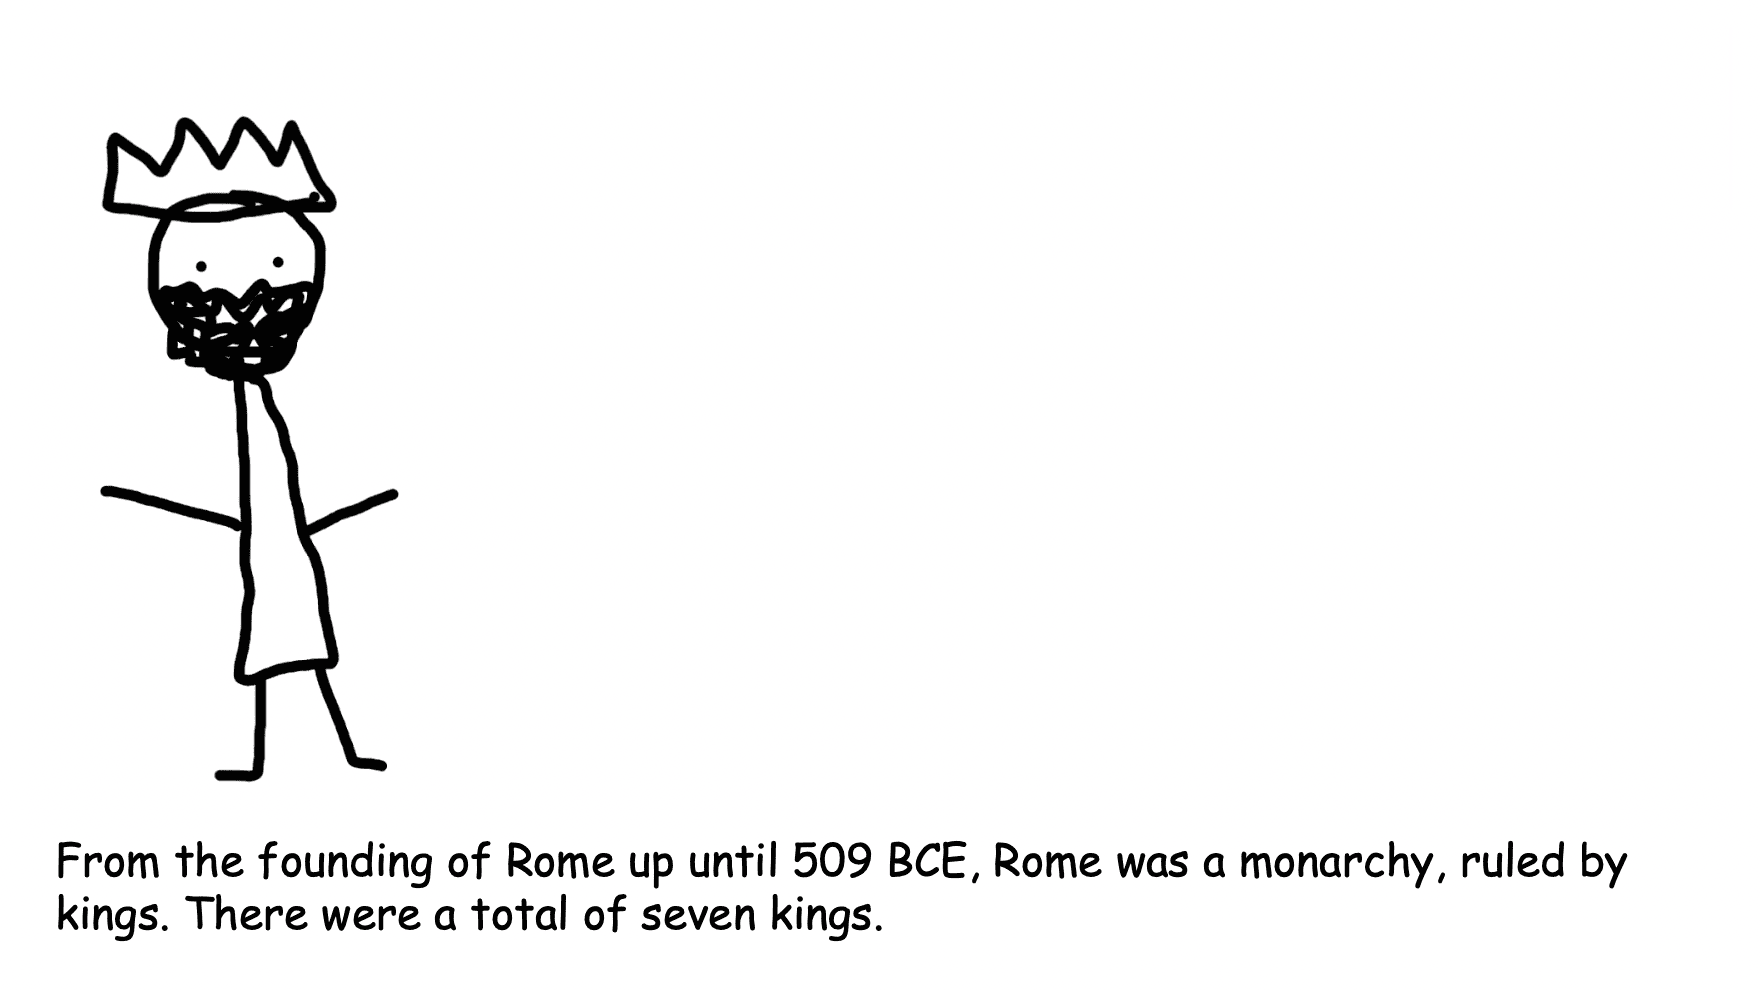 From the founding of Rome up until 509 BCE, Rome was a monarchy, ruled by
kings. There were a total of seven kings.